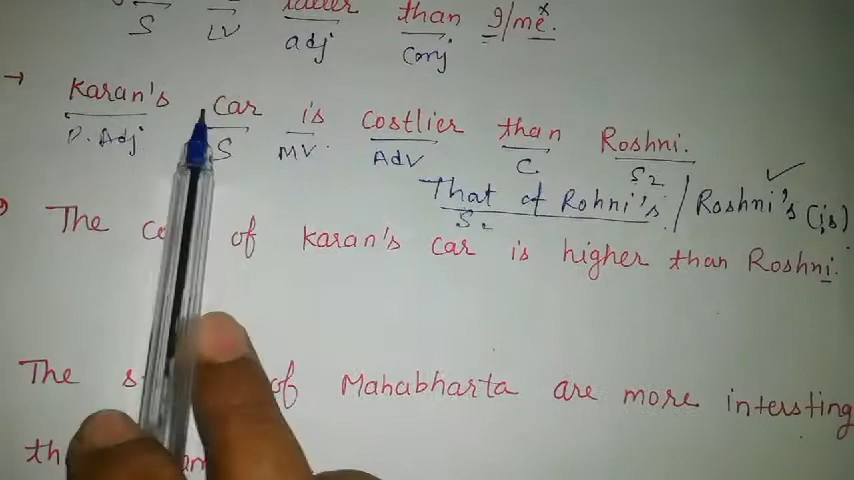 taller than I/me x.
S LV adj Conj
→ Karan's Car is Costlier than Roshni.
P. Adj S MV. AdV C. S2
That of Rohni's / Roshni's (is) ✓
S2
The of Karan's Car is higher than Roshni.
The of Mahabharta are more intersting